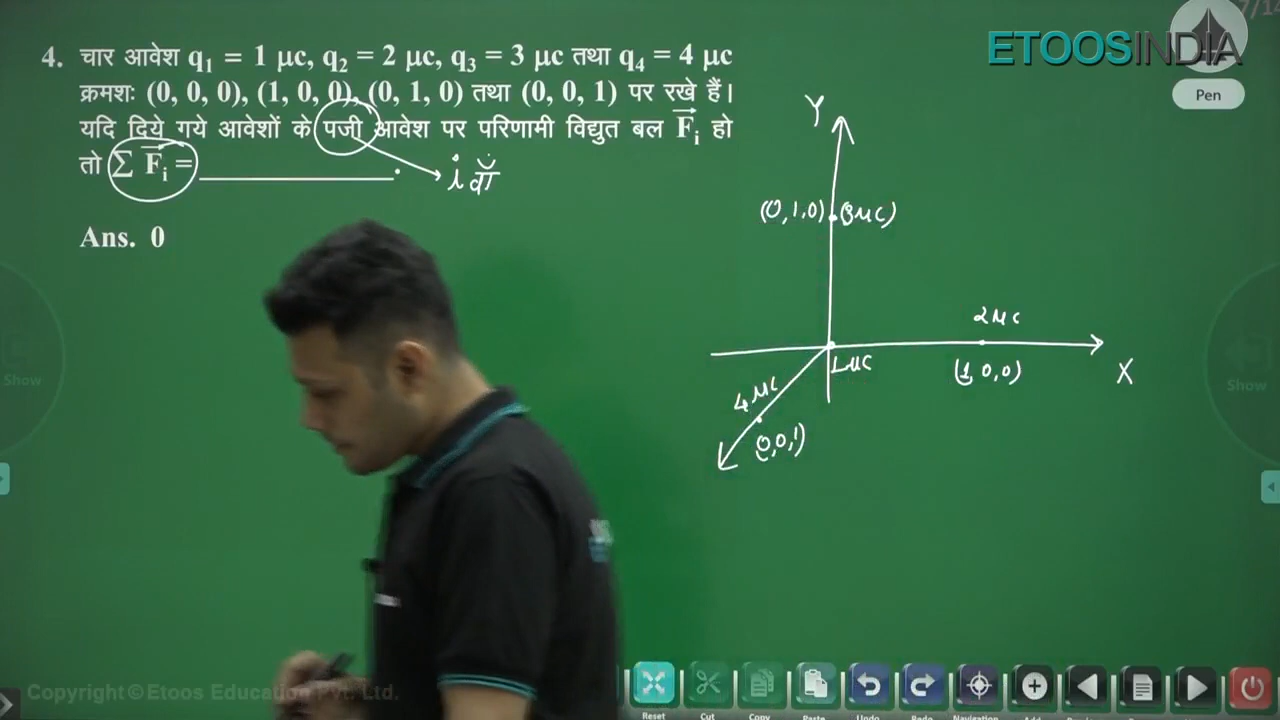 ETOOSINDIA
Pen
4. चार आवेश q1 = 1 μc, q2 = 2 μc, q3 = 3 μc तथा q4 = 4 μc
क्रमशः (0, 0, 0), (1, 0, 0), (0, 1, 0) तथा (0, 0, 1) पर रखे हैं।
यदि दिये गये आवेशों के पजी आवेश पर परिणामी विद्युत बल F⃗i हो
तो ∑ F⃗i = ____________.
i वाँ
Ans. 0
Y
(0,1,0) (3μC)
2μC
1μC
(1,0,0)
X
4μC
(0,0,1)
Show
Show
Copyright © Etoos Education Pvt. Ltd.
Reset Cut Copy Paste Undo Redo Navigation